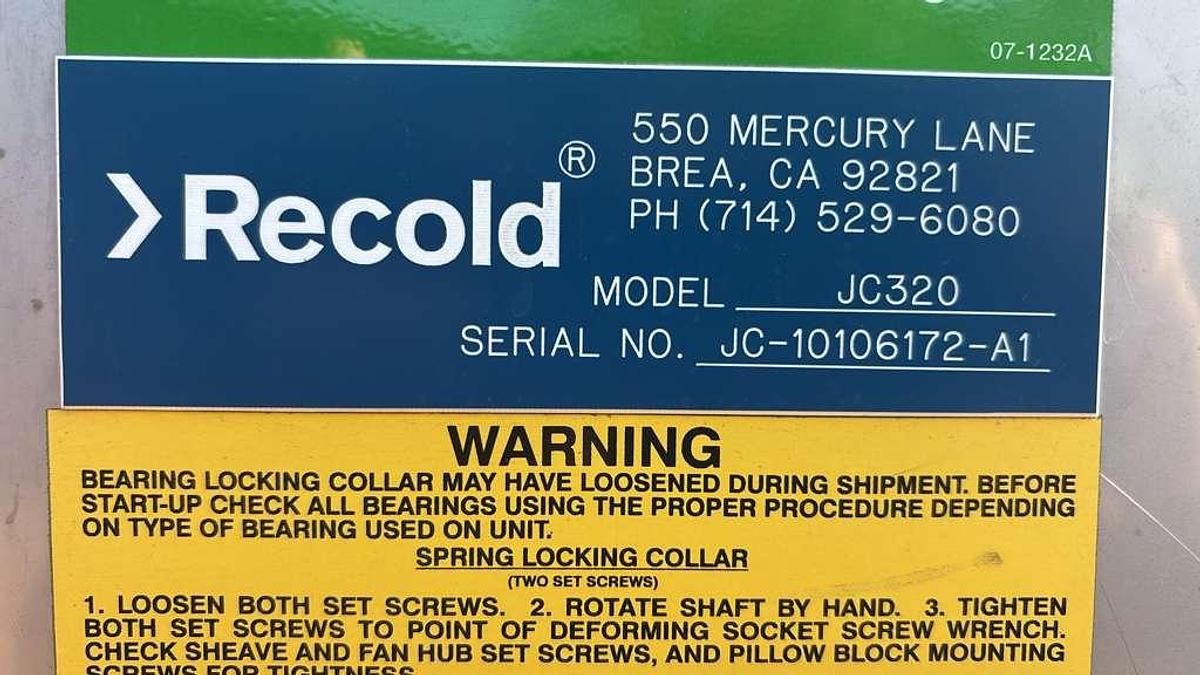 07-1232A
Recold®
550 MERCURY LANE
BREA, CA 92821
PH (714) 529-6080
MODEL JC320
SERIAL NO. JC-10106172-A1
WARNING
BEARING LOCKING COLLAR MAY HAVE LOOSENED DURING SHIPMENT. BEFORE
START-UP CHECK ALL BEARINGS USING THE PROPER PROCEDURE DEPENDING
ON TYPE OF BEARING USED ON UNIT.
SPRING LOCKING COLLAR
(TWO SET SCREWS)
1. LOOSEN BOTH SET SCREWS. 2. ROTATE SHAFT BY HAND. 3. TIGHTEN
BOTH SET SCREWS TO POINT OF DEFORMING SOCKET SCREW WRENCH.
CHECK SHEAVE AND FAN HUB SET SCREWS, AND PILLOW BLOCK MOUNTING
SCREWS FOR TIGHTNESS